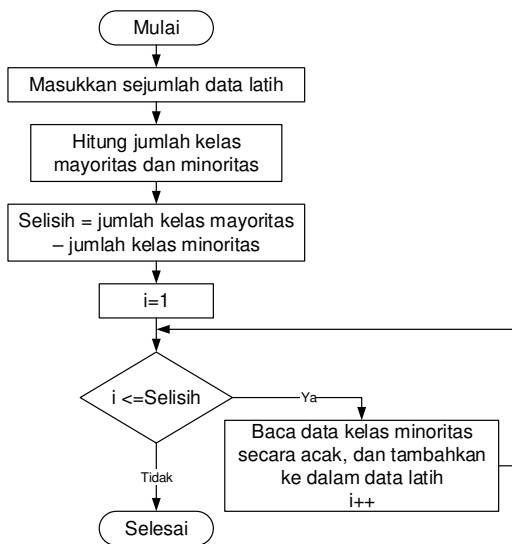 Mulai
Masukkan sejumlah data latih
Hitung jumlah kelas
mayoritas dan minoritas
Selisih = jumlah kelas mayoritas
– jumlah kelas minoritas
i=1
i <=Selisih
Ya
Baca data kelas minoritas
secara acak, dan tambahkan
ke dalam data latih
i++
Tidak
Selesai